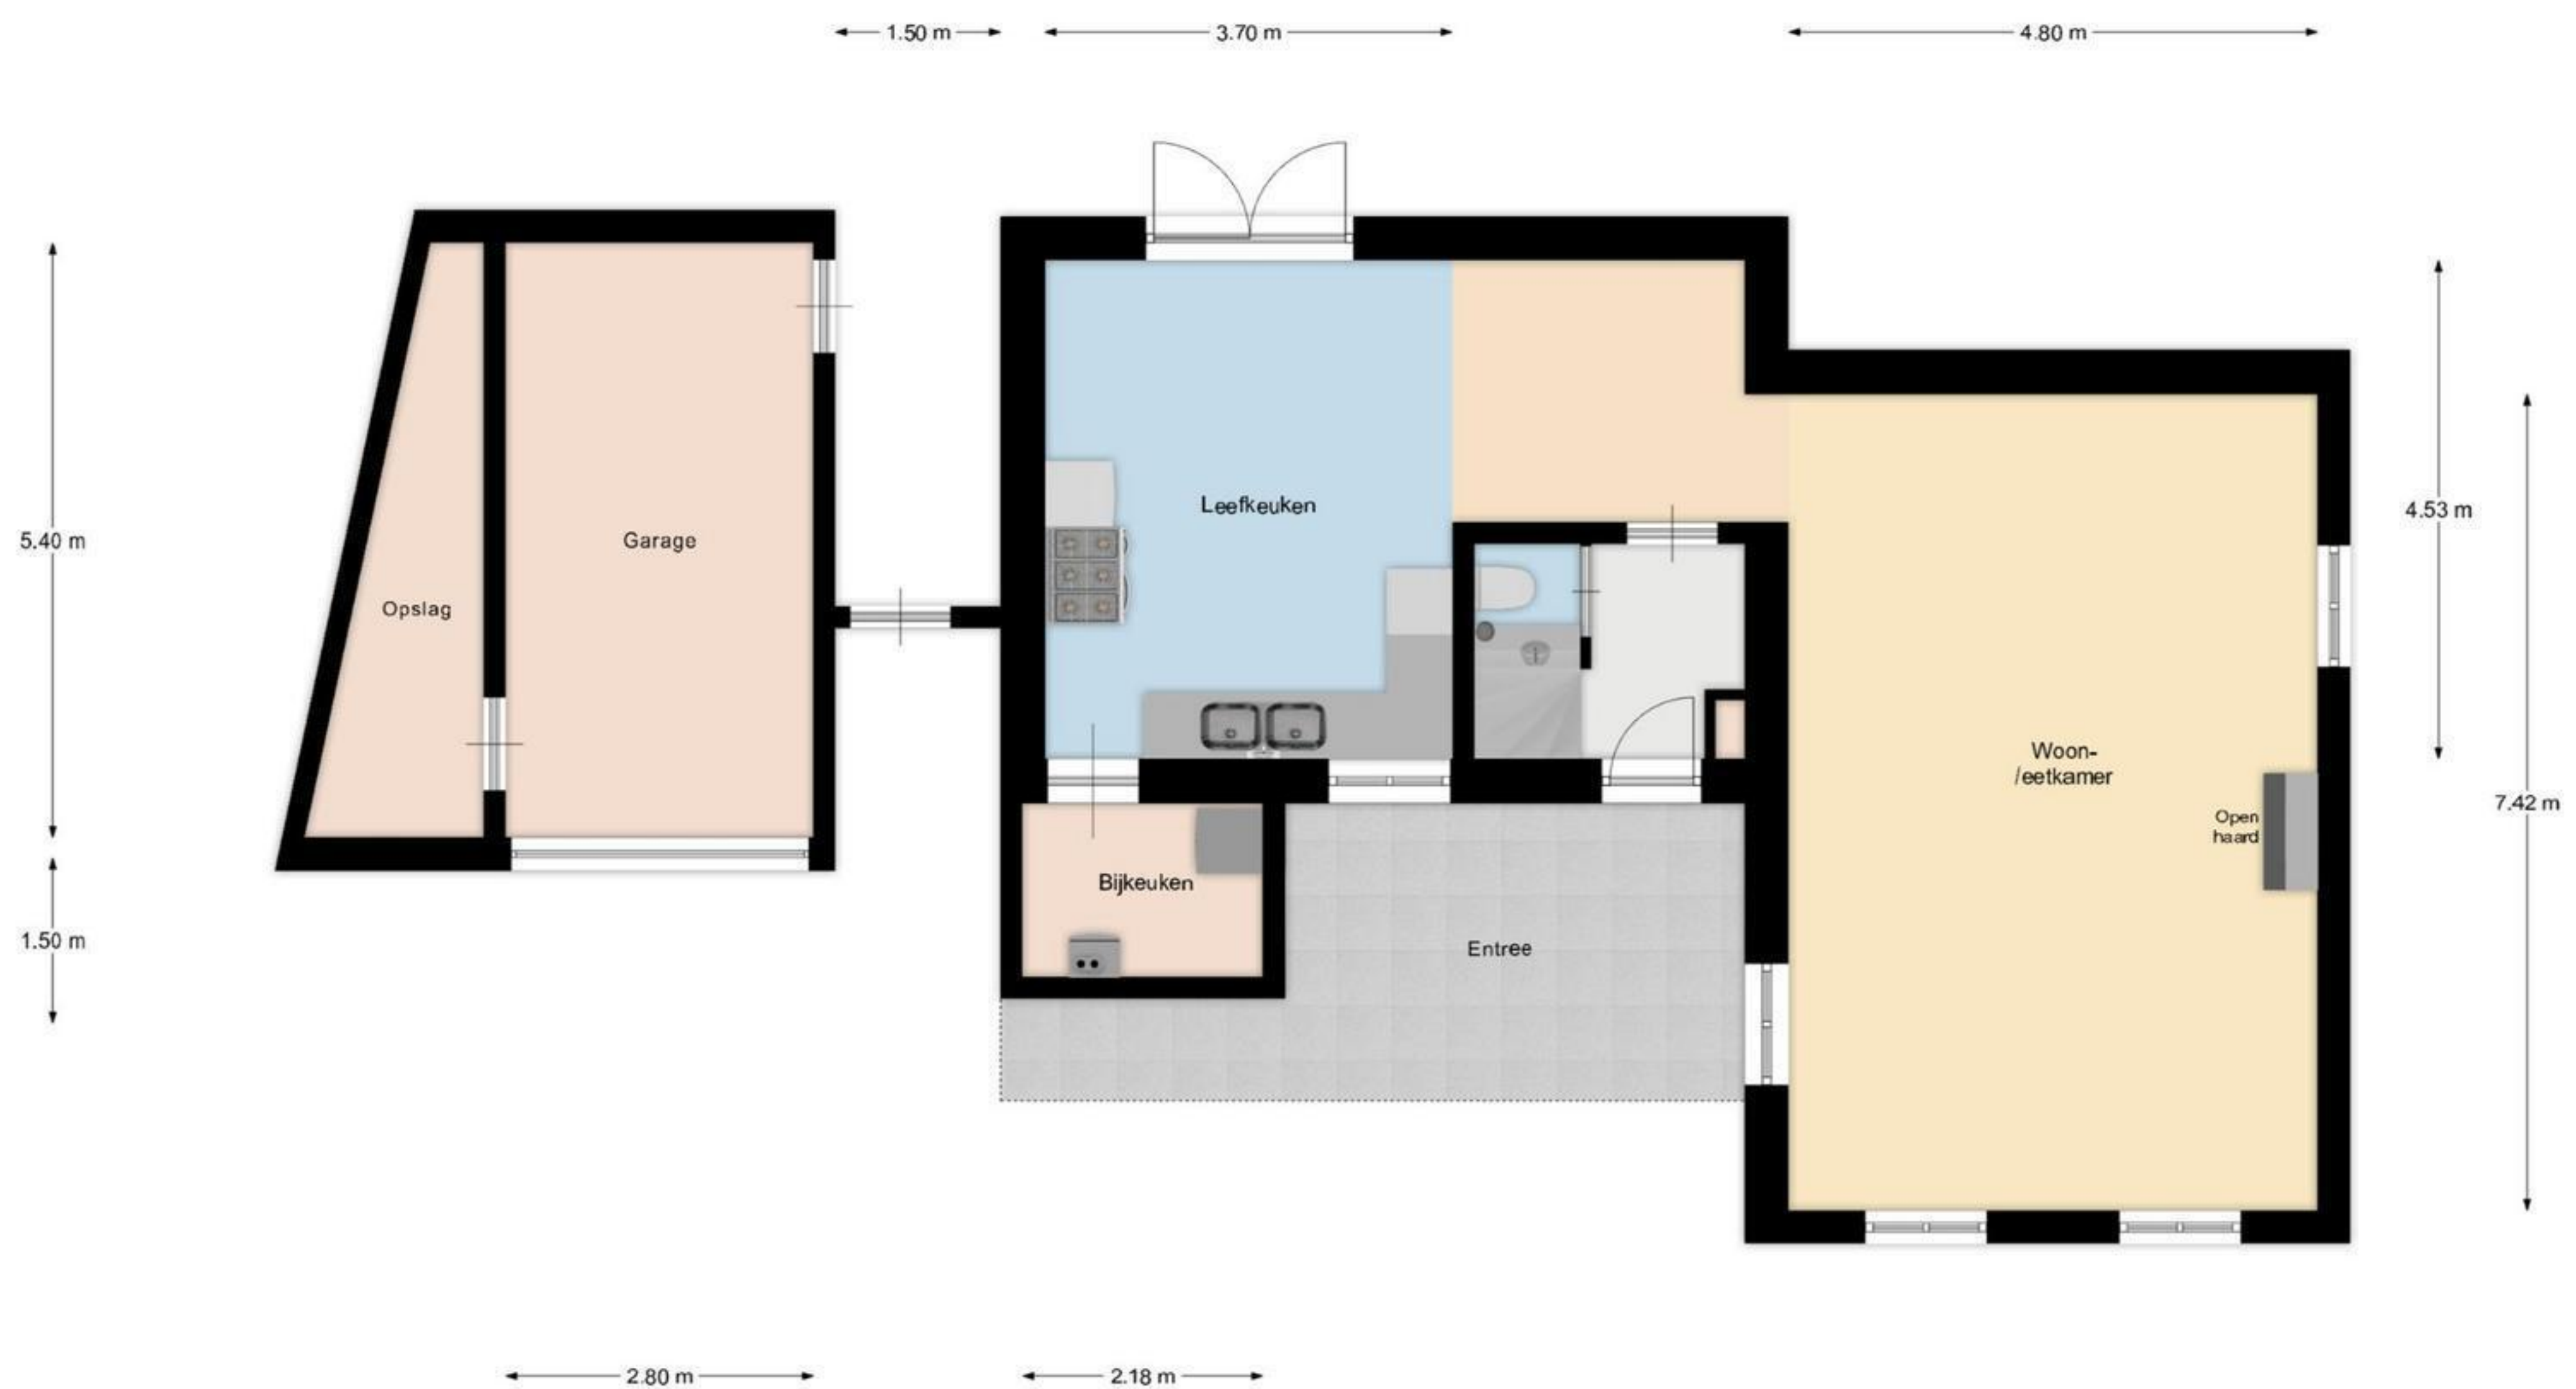 1.50 m
3.70 m
4.80 m
Leefkeuken
4.53 m
5.40 m
Garage
Opslag
Woon-
/eetkamer
7.42 m
Open
haard
Bijkeuken
1.50 m
Entree
2.80 m
2.18 m